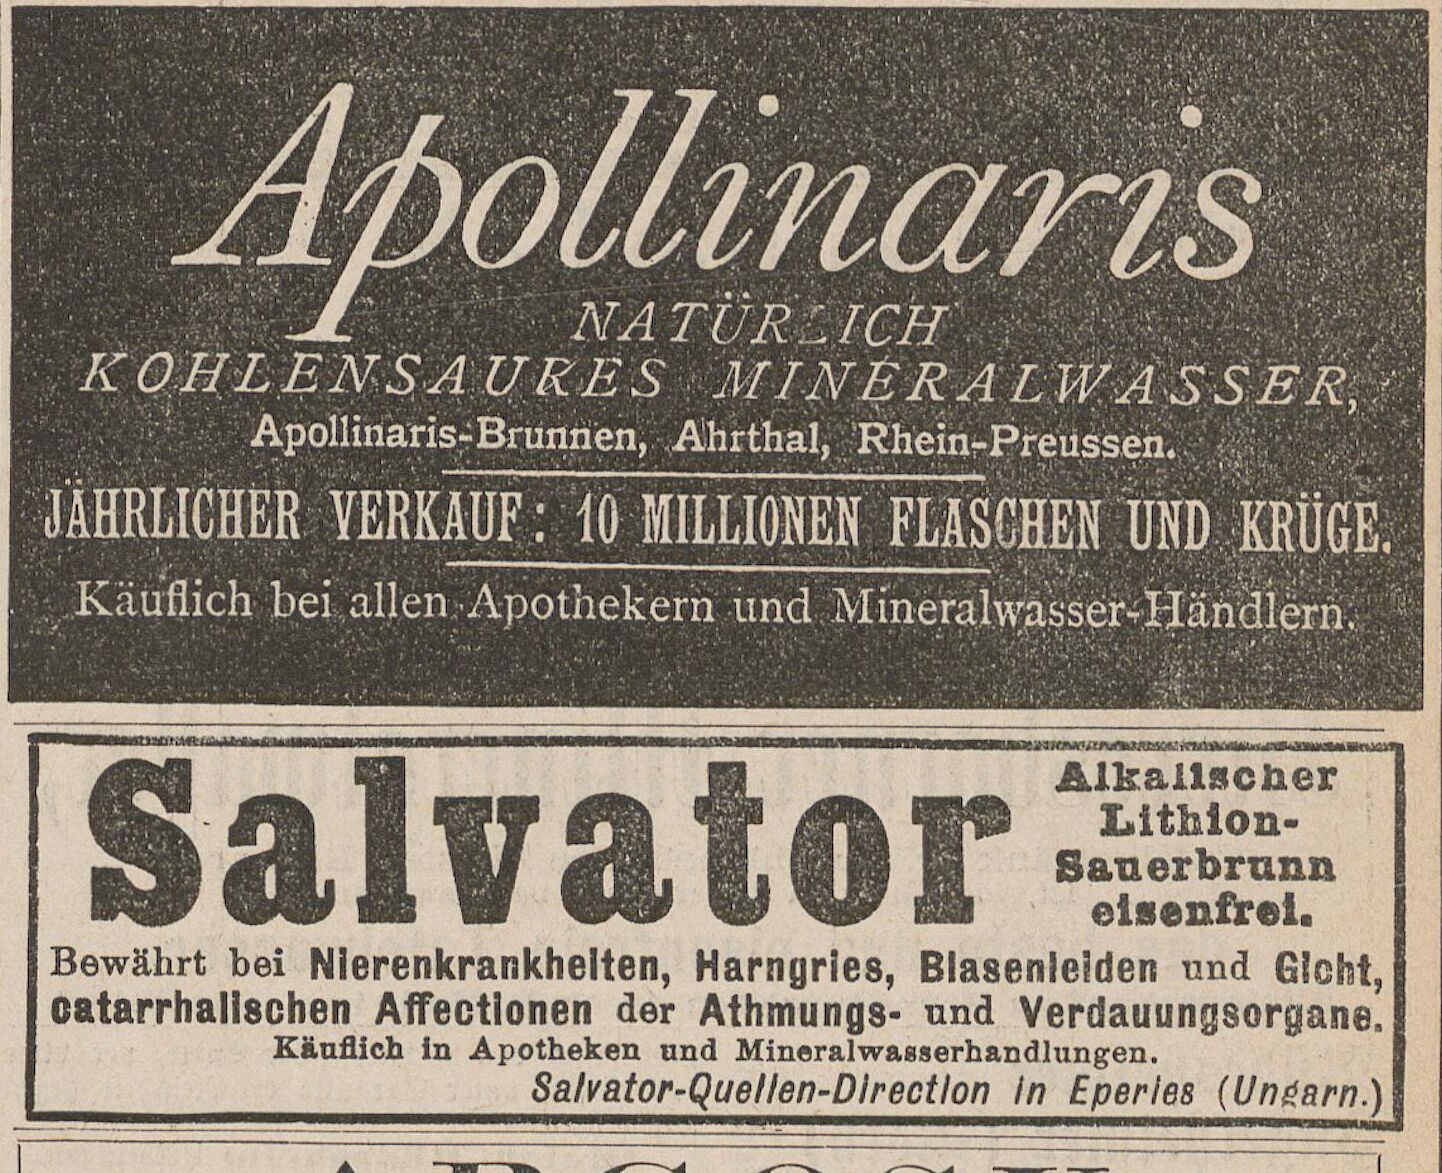 Apollinaris
NATÜRLICH
KOHLENSAURES MINERALWASSER,
Apollinaris-Brunnen, Ahrthal, Rhein-Preussen.
JÄHRLICHER VERKAUF: 10 MILLIONEN FLASCHEN UND KRÜGE.
Käuflich bei allen Apothekern und Mineralwasser-Händlern.
Salvator
Alkalischer
Lithion-
Sauerbrunn
eisenfrei.
Bewährt bei Nierenkrankheiten, Harngries, Blasenleiden und Gicht,
catarrhalischen Affectionen der Athmungs- und Verdauungsorgane.
Käuflich in Apotheken und Mineralwasserhandlungen.
Salvator-Quellen-Direction in Eperies (Ungarn.)